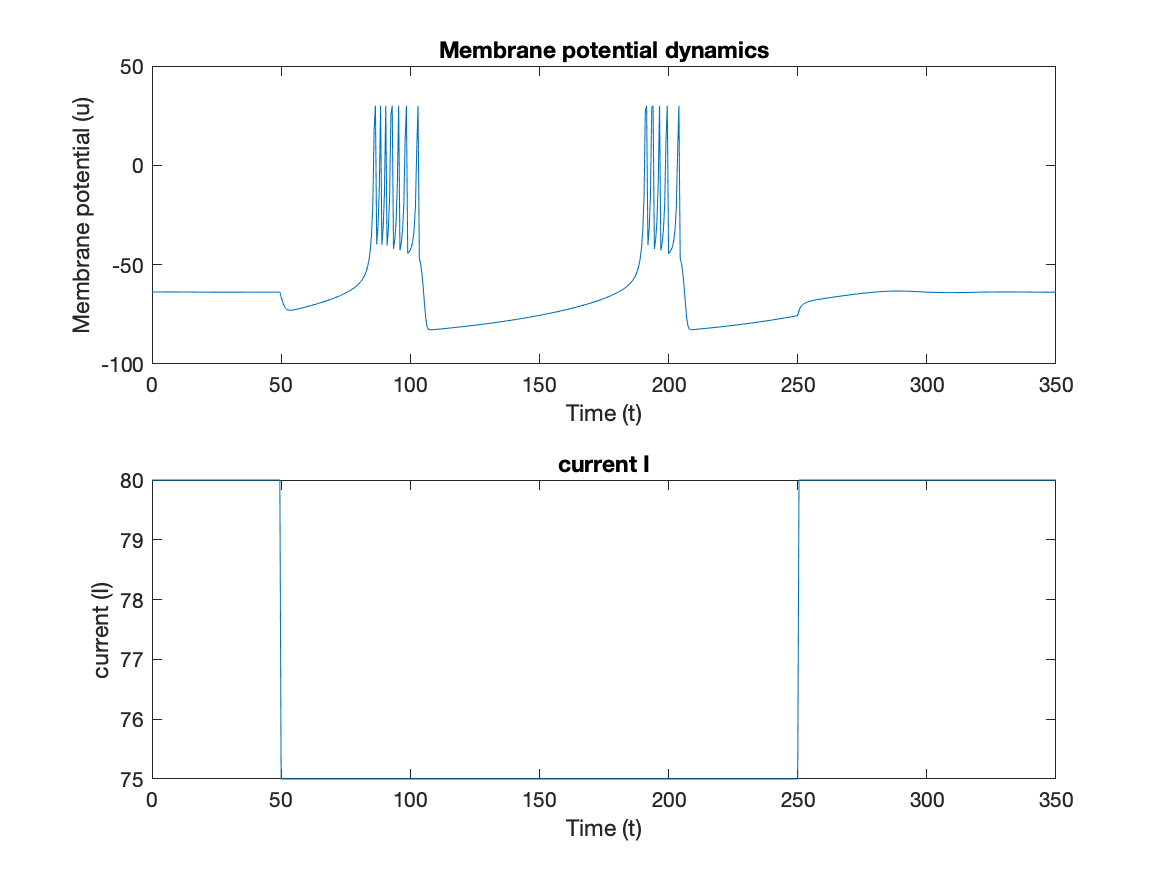 Membrane potential dynamics
Membrane potential (u)
50
0
-50
-100
0 50 100 150 200 250 300 350
Time (t)
current I
current (I)
80
79
78
77
76
75
0 50 100 150 200 250 300 350
Time (t)